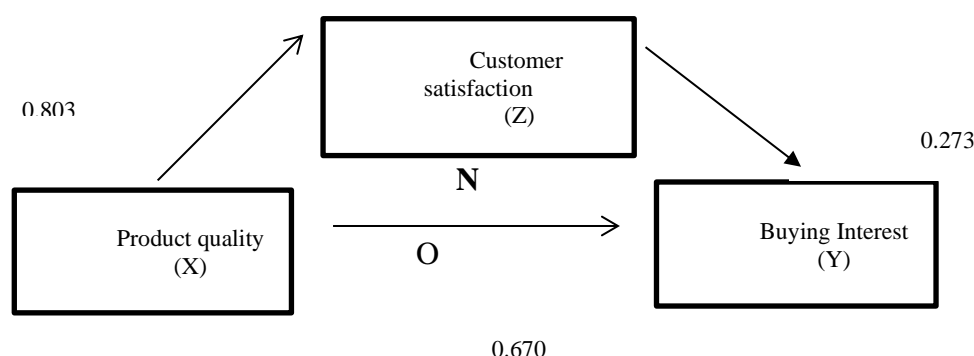 Customer
satisfaction
(Z)
0.803
0.273
N
Product quality
(X)
O
Buying Interest
(Y)
0.670